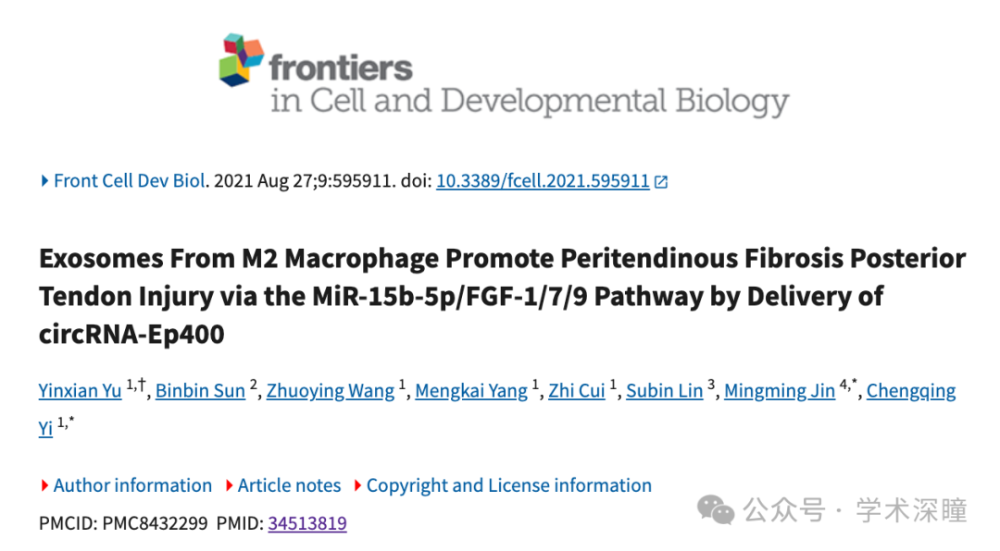 frontiers
in Cell and Developmental Biology
Front Cell Dev Biol. 2021 Aug 27;9:595911. doi: 10.3389/fcell.2021.595911
Exosomes From M2 Macrophage Promote Peritendinous Fibrosis Posterior
Tendon Injury via the MiR-15b-5p/FGF-1/7/9 Pathway by Delivery of
circRNA-Ep400
Yinxian Yu 1,†, Binbin Sun 2, Zhuoying Wang 1, Mengkai Yang 1, Zhi Cui 1, Subin Lin 3, Mingming Jin 4,*, Chengqing
Yi 1,*
Author information Article notes Copyright and License information
PMCID: PMC8432299 PMID: 34513819
公众号 · 学术深瞳